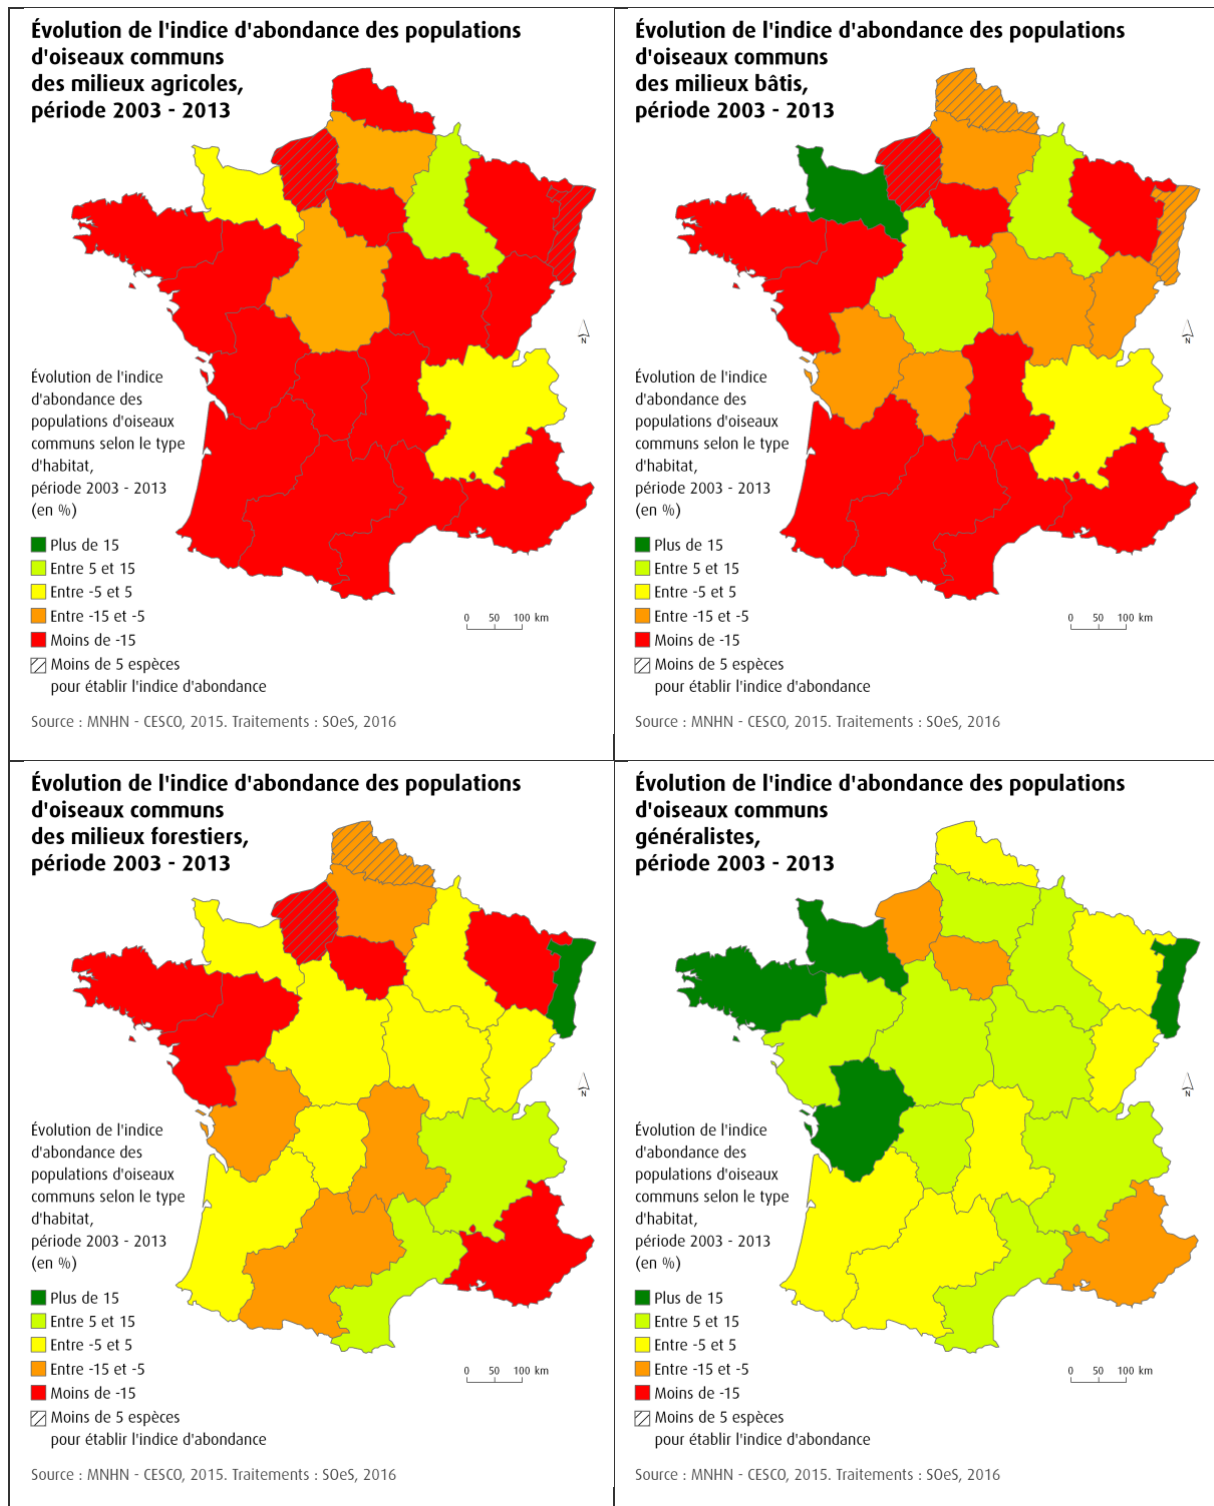 Évolution de l'indice d'abondance des populations
d'oiseaux communs
des milieux agricoles,
période 2003 - 2013
N
Évolution de l'indice
d'abondance des
populations d'oiseaux
communs selon le type
d'habitat,
période 2003 - 2013
(en %)
Plus de 15
Entre 5 et 15
Entre -5 et 5
Entre -15 et -5
Moins de -15
Moins de 5 espèces
pour établir l'indice d'abondance
0 50 100 km
Source : MNHN - CESCO, 2015. Traitements : SOeS, 2016
Évolution de l'indice d'abondance des populations
d'oiseaux communs
des milieux bâtis,
période 2003 - 2013
N
Évolution de l'indice
d'abondance des
populations d'oiseaux
communs selon le type
d'habitat,
période 2003 - 2013
(en %)
Plus de 15
Entre 5 et 15
Entre -5 et 5
Entre -15 et -5
Moins de -15
Moins de 5 espèces
pour établir l'indice d'abondance
0 50 100 km
Source : MNHN - CESCO, 2015. Traitements : SOeS, 2016
Évolution de l'indice d'abondance des populations
d'oiseaux communs
des milieux forestiers,
période 2003 - 2013
N
Évolution de l'indice
d'abondance des
populations d'oiseaux
communs selon le type
d'habitat,
période 2003 - 2013
(en %)
Plus de 15
Entre 5 et 15
Entre -5 et 5
Entre -15 et -5
Moins de -15
Moins de 5 espèces
pour établir l'indice d'abondance
0 50 100 km
Source : MNHN - CESCO, 2015. Traitements : SOeS, 2016
Évolution de l'indice d'abondance des populations
d'oiseaux communs
généralistes,
période 2003 - 2013
N
Évolution de l'indice
d'abondance des
populations d'oiseaux
communs selon le type
d'habitat,
période 2003 - 2013
(en %)
Plus de 15
Entre 5 et 15
Entre -5 et 5
Entre -15 et -5
Moins de -15
Moins de 5 espèces
pour établir l'indice d'abondance
0 50 100 km
Source : MNHN - CESCO, 2015. Traitements : SOeS, 2016